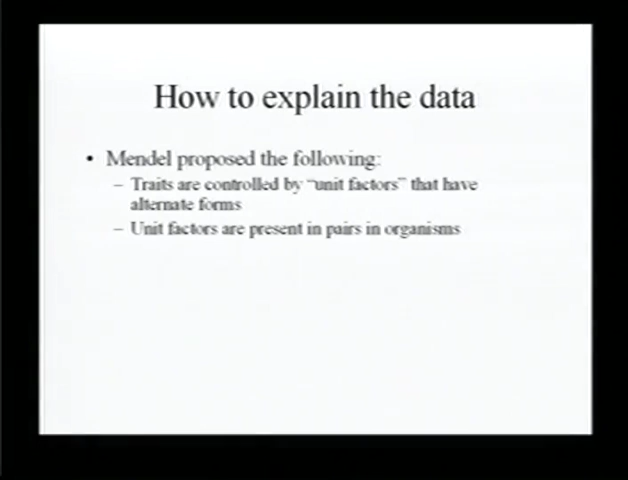 How to explain the data
• Mendel proposed the following:
– Traits are controlled by "unit factors" that have
alternate forms
– Unit factors are present in pairs in organisms